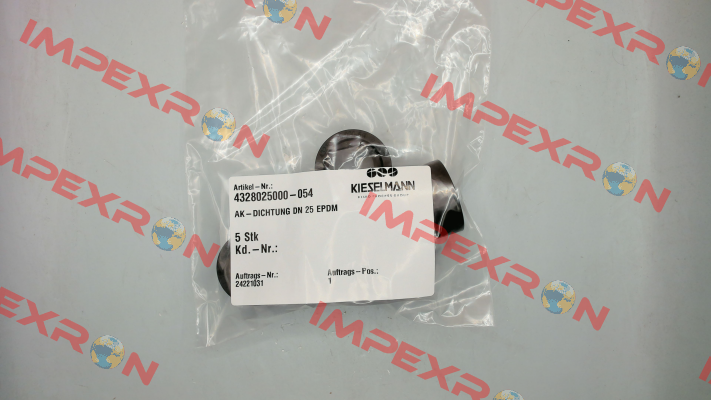 IMPEXRON
IMPEXRON
IMPEXRON
IMPEXRON
IMPEXRON
IMPEXRON
IMPEXRON
IMPEXRON
Artikel-Nr.:
4328025000-054
KIESELMANN
AK-DICHTUNG DN 25 EPDM
5 Stk
Kd.-Nr.:
Auftrags-Nr.:
24221031
Auftrags-Pos.:
1